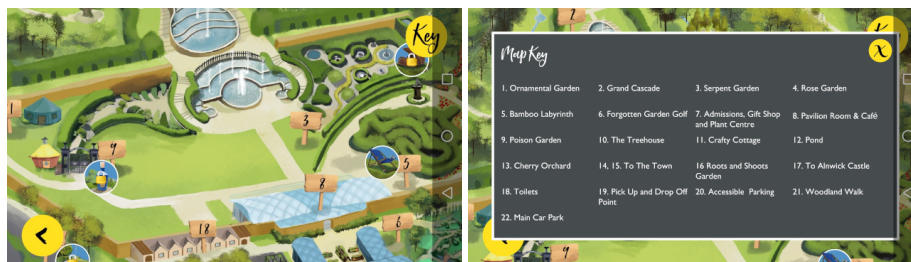 Key
1
3
9
5
8
18
6
2
Key
X
Map Key
1. Ornamental Garden
2. Grand Cascade
3. Serpent Garden
4. Rose Garden
5. Bamboo Labyrinth
6. Forgotten Garden Golf
7. Admissions, Gift Shop
and Plant Centre
8. Pavilion Room & Café
9. Poison Garden
10. The Treehouse
11. Crafty Cottage
12. Pond
13. Cherry Orchard
14, 15. To The Town
16 Roots and Shoots
Garden
17. To Alnwick Castle
18. Toilets
19. Pick Up and Drop Off
Point
20. Accessible Parking
21. Woodland Walk
22. Main Car Park
9